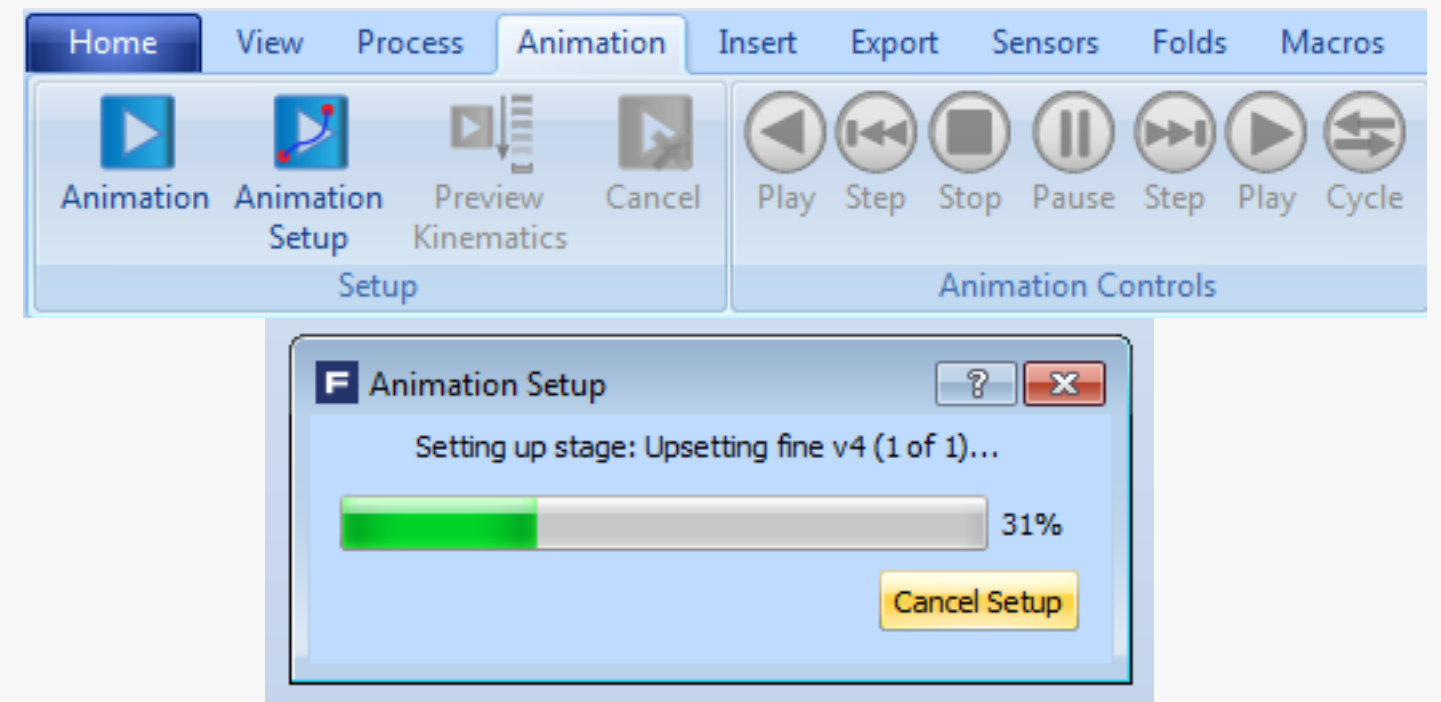 Home View Process Animation Insert Export Sensors Folds Macros
Animation Animation Preview Cancel Play Step Stop Pause Step Play Cycle
Setup Kinematics
Setup Animation Controls
F Animation Setup ?
Setting up stage: Upsetting fine v4 (1 of 1)...
31%
Cancel Setup